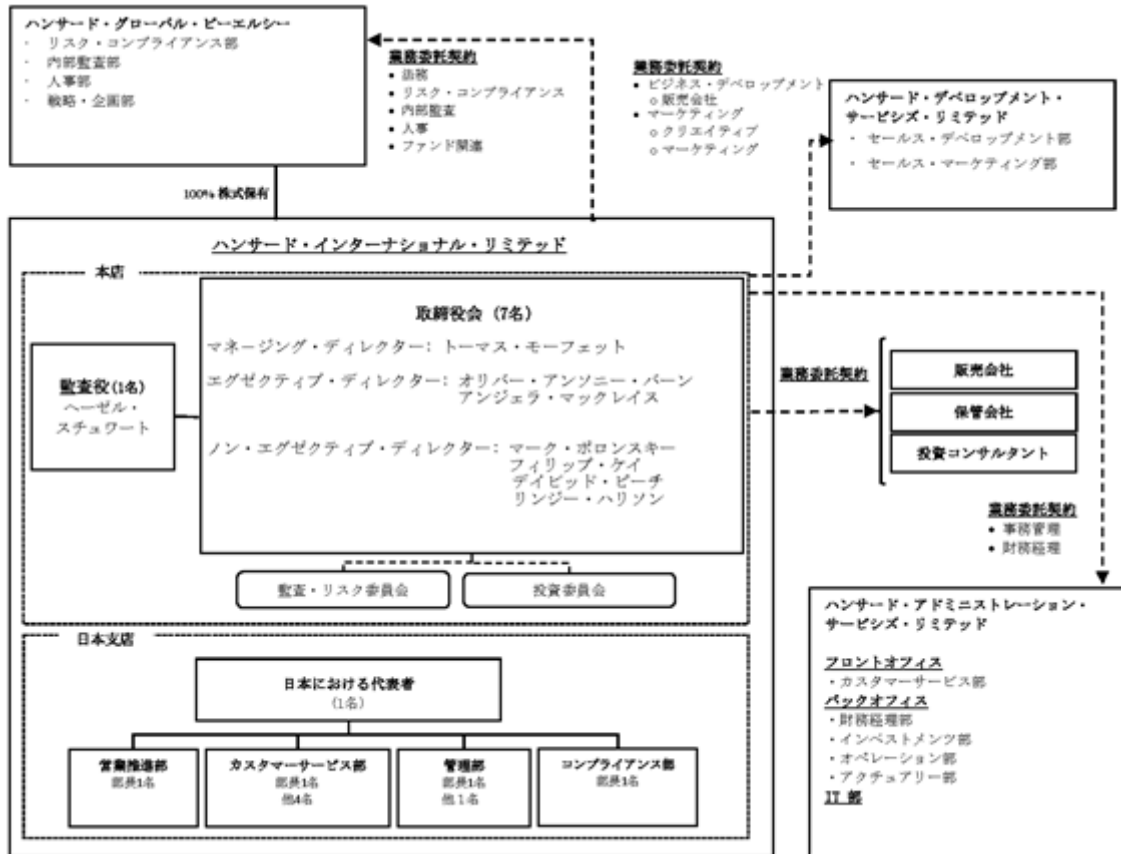 ハンサード・グローバル・ピーエルシー
・ リスク・コンプライアンス部
・ 内部監査部
・ 人事部
・ 戦略・企画部
業務委託契約
● 法務
● リスク・コンプライアンス
● 内部監査
● 人事
● ファンド関連
業務委託契約
● ビジネス・デベロップメント
○ 販売会社
● マーケティング
○ クリエイティブ
○ マーケティング
ハンサード・デベロップメント・
サービシズ・リミテッド
・ セールス・デベロップメント部
・ セールス・マーケティング部
100% 株式保有
ハンサード・インターナショナル・リミテッド
本店
取締役会 (7名)
マネージング・ディレクター: トーマス・モーフェット
エグゼクティブ・ディレクター: オリバー・アンソニー・バーン
アンジェラ・マックレイス
ノン・エグゼクティブ・ディレクター: マーク・ポロンスキー
フィリップ・ケイ
デイビッド・ピーチ
リンジー・ハリソン
監査役(1名)
ヘーゼル・
スチュワート
監査・リスク委員会
投資委員会
業務委託契約
販売会社
保管会社
投資コンサルタント
業務委託契約
● 事務管理
● 財務経理
ハンサード・アドミニストレーション・
サービシズ・リミテッド
フロントオフィス
・カスタマーサービス部
バックオフィス
・財務経理部
・インベストメンツ部
・オペレーション部
・アクチュアリー部
IT 部
日本支店
日本における代表者
(1名)
営業推進部
部長1名
カスタマーサービス部
部長1名
他4名
管理部
部長1名
他１名
コンプライアンス部
部長1名